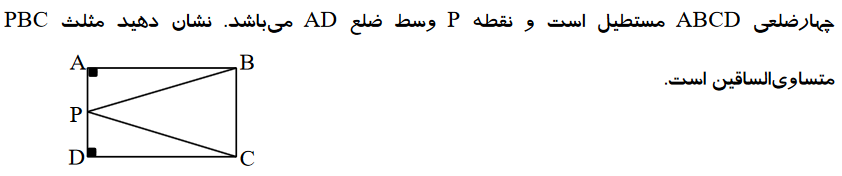 چهارضلعی ABCD مستطیل است و نقطه P وسط ضلع AD می‌باشد. نشان دهید مثلث PBC
متساوی‌الساقین است.
A B
P
D C